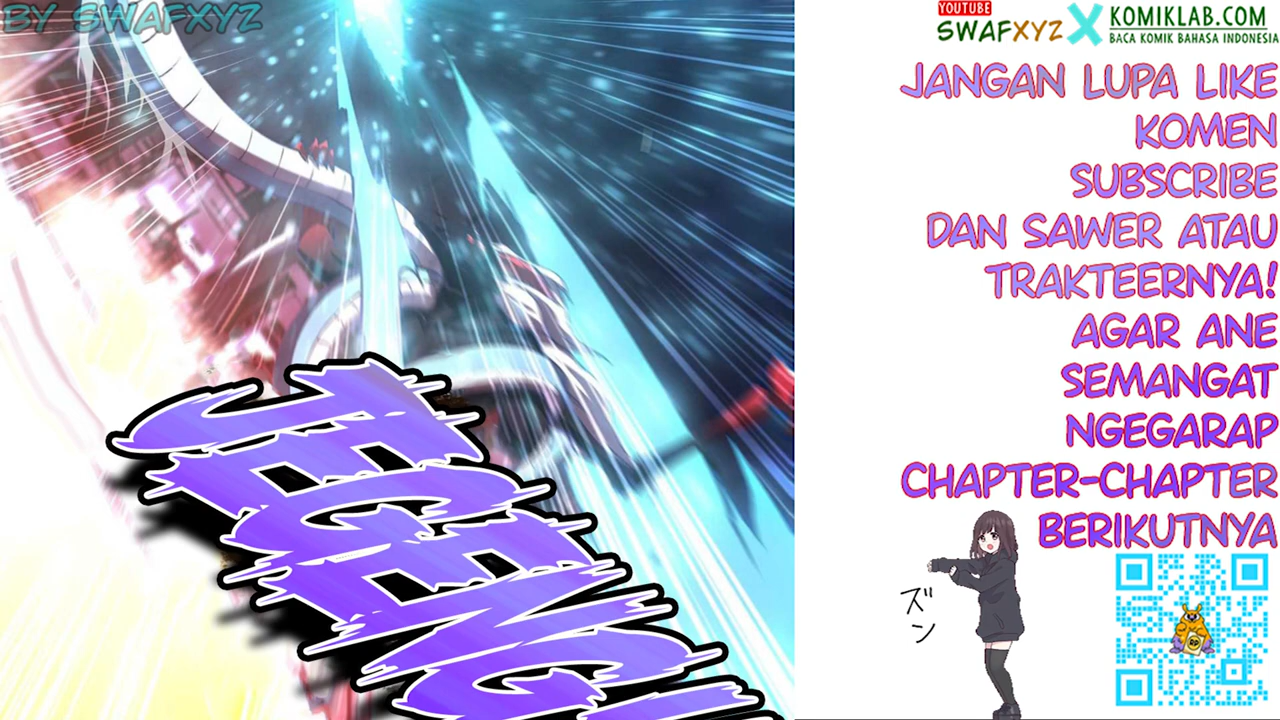 BY SWAFXYZ
YOUTUBE
SWAFXYZ X KOMIKLAB.COM
BACA KOMIK BAHASA INDONESIA
JANGAN LUPA LIKE
KOMEN
SUBSCRIBE
DAN SAWER ATAU
TRAKTEERNYA!
AGAR ANE
SEMANGAT
NGEGARAP
CHAPTER-CHAPTER
BERIKUTNYA
JEGENG
ズン